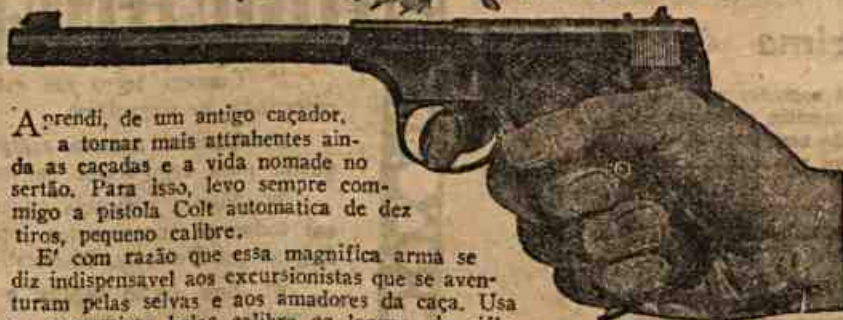 Aprendi, de um antigo caçador,
a tornar mais attrahentes ain-
da as caçadas e a vida nomade no
sertão. Para isso, levo sempre com-
migo a pistola Colt automatica de dez
tiros, pequeno calibre.
E' com razão que essa magnifica arma se
diz indispensavel aos excursionistas que se aven-
turam pelas selvas e aos amadores da caça. Usa